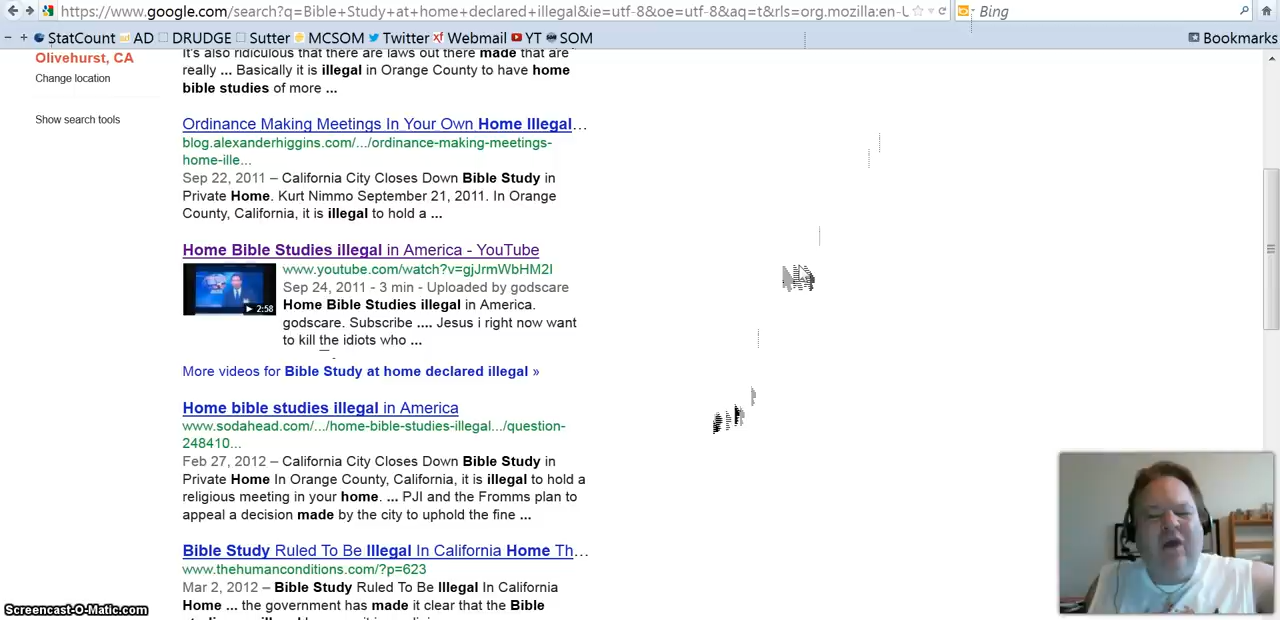 https://www.google.com/search?q=Bible+Study+at+home+declared+illegal&ie=utf-8&oe=utf-8&aq=t&rls=org.mozilla:en-U
Bing
- + StatCount AD DRUDGE Sutter MCSOM Twitter Webmail YT SOM Bookmarks
Olivehurst, CA
Change location
Show search tools
It's also ridiculous that there are laws out there made that are
really ... Basically it is illegal in Orange County to have home
bible studies of more ...
Ordinance Making Meetings In Your Own Home Illegal...
blog.alexanderhiggins.com/.../ordinance-making-meetings-
home-ille...
Sep 22, 2011 – California City Closes Down Bible Study in
Private Home. Kurt Nimmo September 21, 2011. In Orange
County, California, it is illegal to hold a ...
Home Bible Studies illegal in America - YouTube
www.youtube.com/watch?v=gjJrmWbHM2I
Sep 24, 2011 - 3 min - Uploaded by godscare
Home Bible Studies illegal in America.
godscare. Subscribe .... Jesus i right now want
to kill the idiots who ...
2:58
More videos for Bible Study at home declared illegal »
Home bible studies illegal in America
www.sodahead.com/.../home-bible-studies-illegal.../question-
248410...
Feb 27, 2012 – California City Closes Down Bible Study in
Private Home In Orange County, California, it is illegal to hold a
religious meeting in your home. ... PJI and the Fromms plan to
appeal a decision made by the city to uphold the fine ...
Bible Study Ruled To Be Illegal In California Home Th...
www.thehumanconditions.com/?p=623
Mar 2, 2012 – Bible Study Ruled To Be Illegal In California
Home ... the government has made it clear that the Bible
Screencast-O-Matic.com